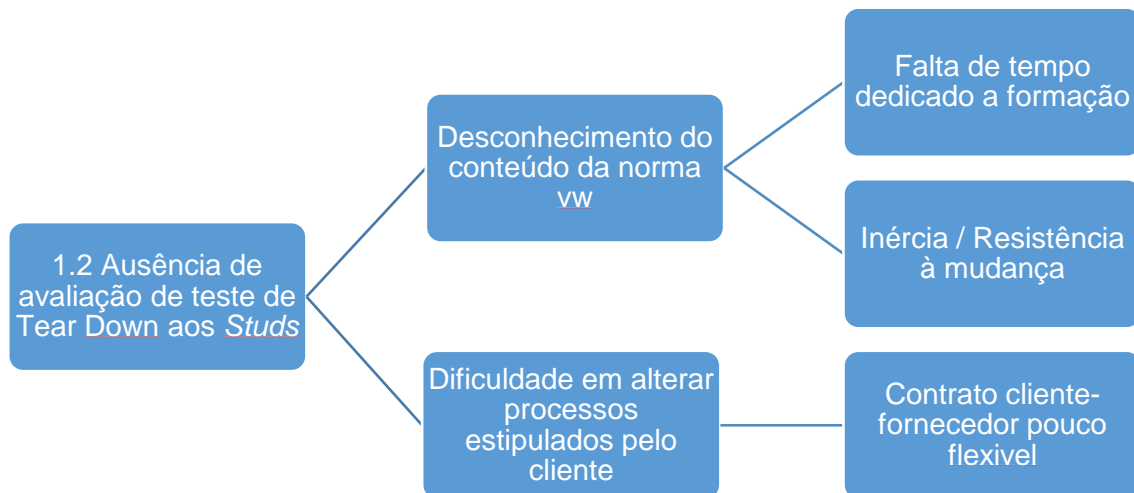 1.2 Ausência de
avaliação de teste de
Tear Down aos Studs
Desconhecimento do
conteúdo da norma
vw
Falta de tempo
dedicado a formação
Inércia / Resistência
à mudança
Dificuldade em alterar
processos
estipulados pelo
cliente
Contrato cliente-
fornecedor pouco
flexivel